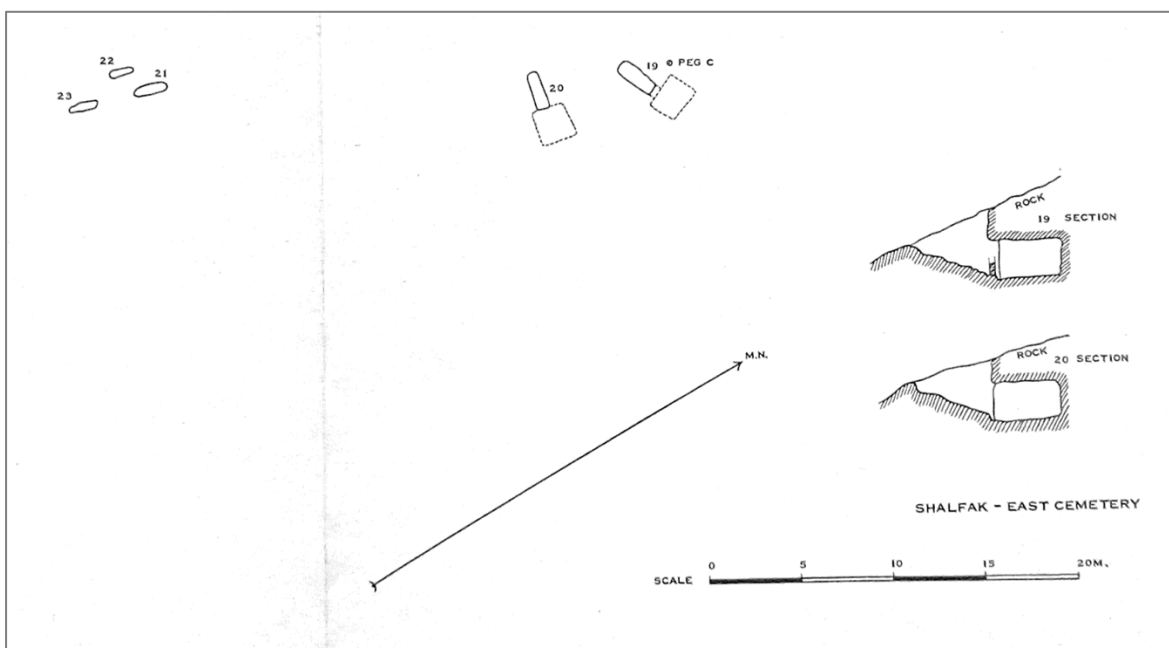 22
21
23
20
19 PEG C
ROCK
19 SECTION
M.N.
ROCK
20 SECTION
SHALFAK - EAST CEMETERY
SCALE
0 5 10 15 20M.